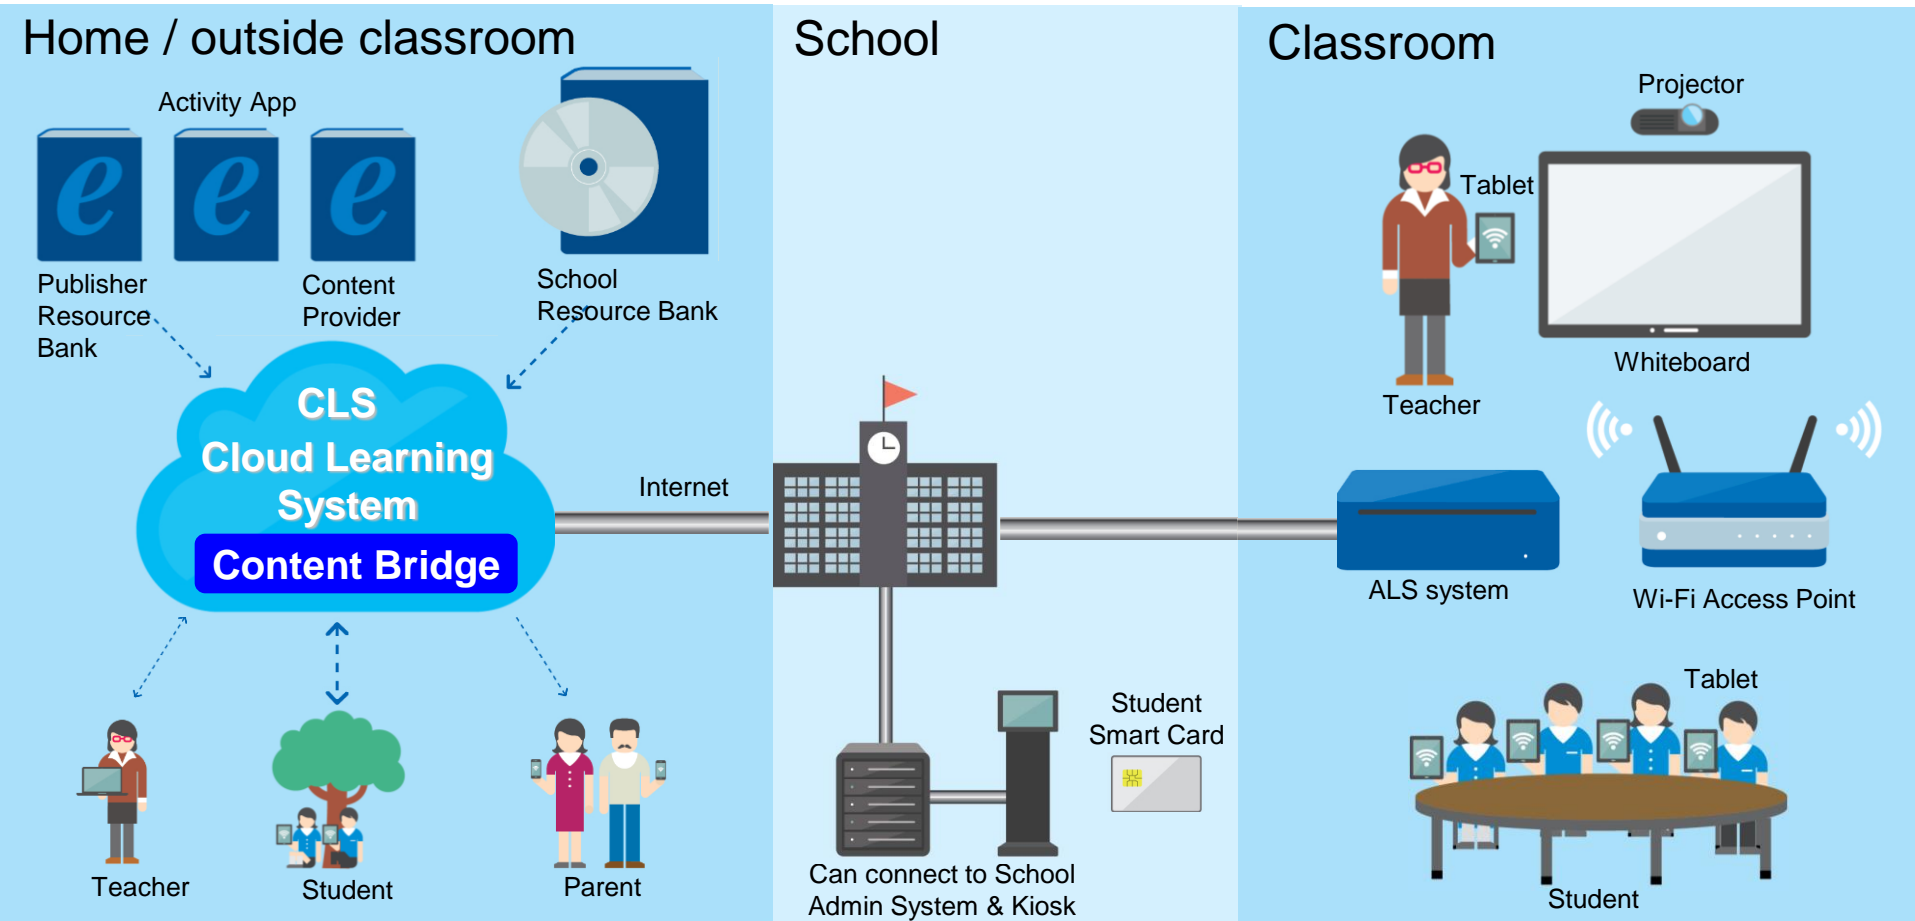 Home / outside classroom
Activity App
e
e
e
Publisher
Resource
Bank
Content
Provider
School
Resource Bank
CLS
Cloud Learning
System
Content Bridge
Internet
Teacher
Student
Parent
School
Student
Smart Card
Can connect to School
Admin System & Kiosk
Classroom
Projector
Tablet
Whiteboard
Teacher
ALS system
Wi-Fi Access Point
Tablet
Student